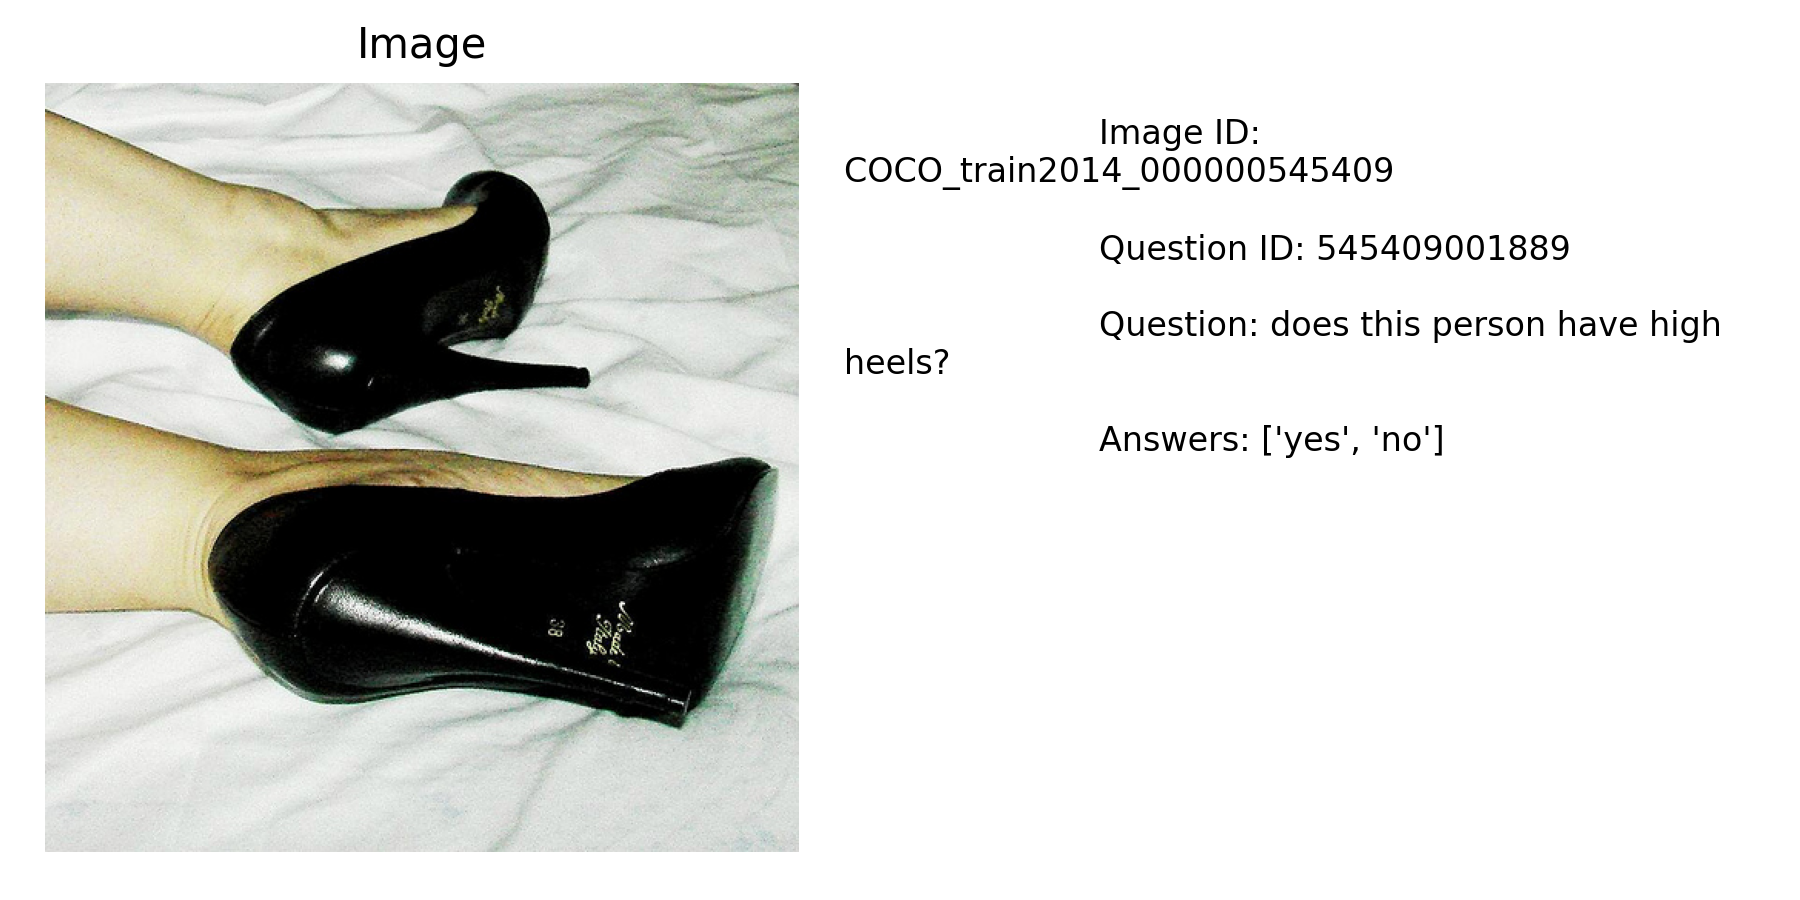 Image
Image ID:
COCO_train2014_000000545409
Question ID: 545409001889
Question: does this person have high
heels?
Answers: ['yes', 'no']
38
Made i
Italy